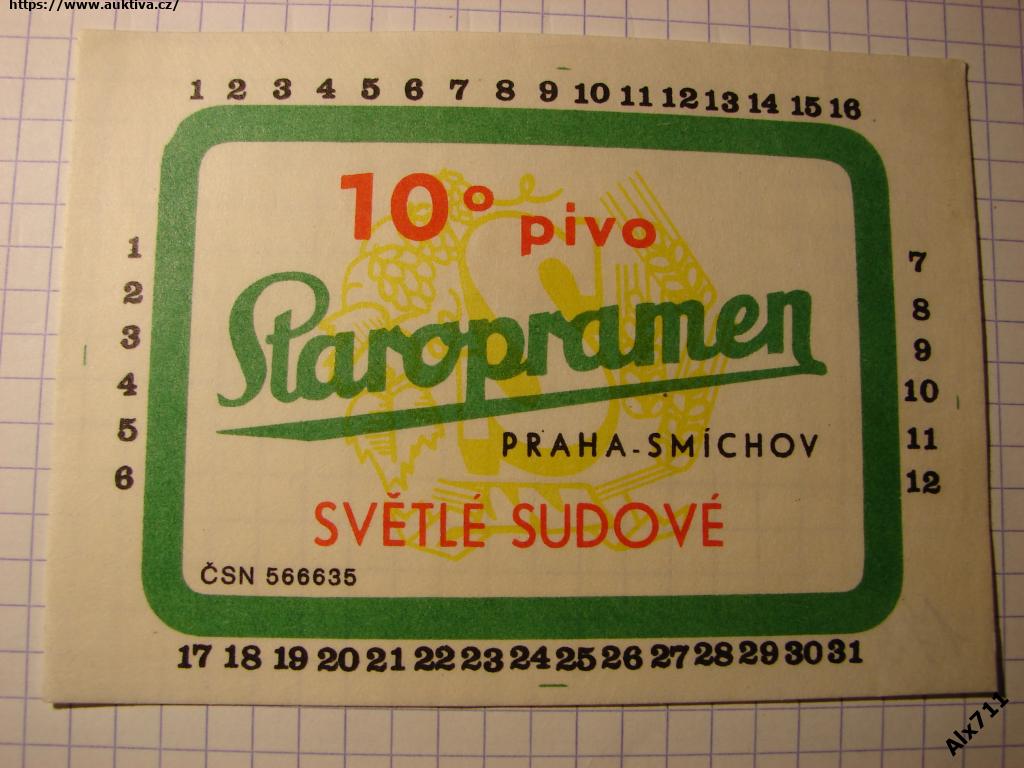 https://www.auktiva.cz/
1 2 3 4 5 6 7 8 9 10 11 12 13 14 15 16
10° pivo
Staropramen
PRAHA-SMÍCHOV
SVĚTLÉ SUDOVÉ
ČSN 566635
1
2
3
4
5
6
7
8
9
10
11
12
17 18 19 20 21 22 23 24 25 26 27 28 29 30 31
Alx711